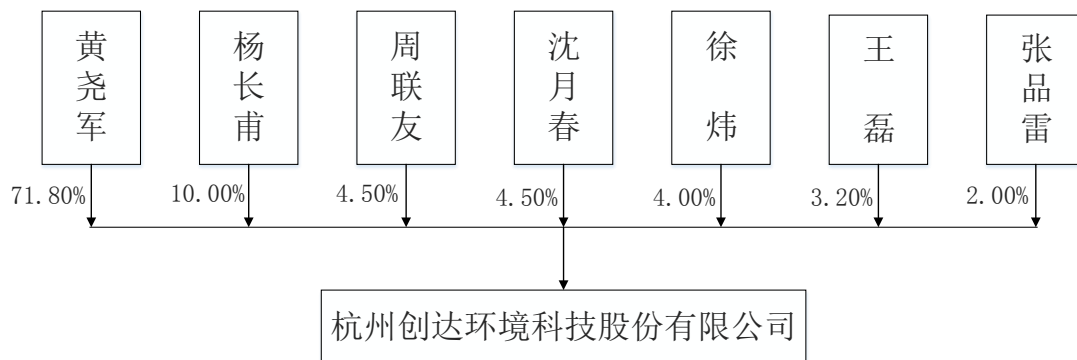 黄尧军
杨长甫
周联友
沈月春
徐炜
王磊
张品雷
71.80%
10.00%
4.50%
4.50%
4.00%
3.20%
2.00%
杭州创达环境科技股份有限公司